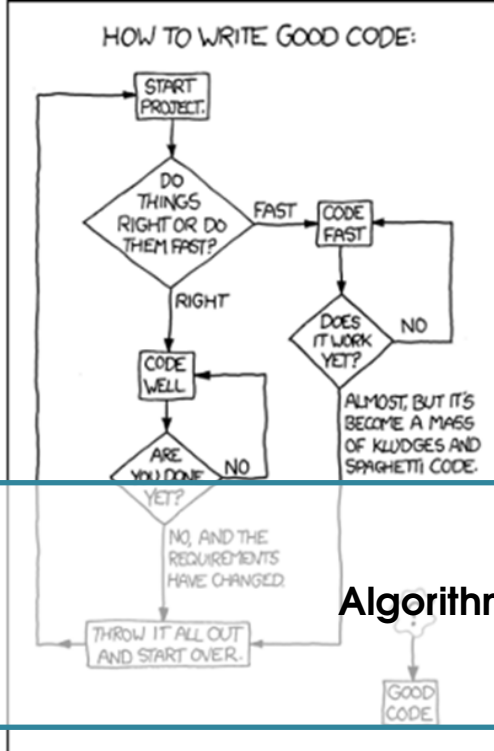 HOW TO WRITE GOOD CODE:
START
PROJECT.
DO
THINGS
RIGHT OR DO
THEM FAST?
FAST
CODE
FAST
RIGHT
DOES
IT WORK
YET?
NO
CODE
WELL
ALMOST, BUT IT'S
BECOME A MASS
OF KLUDGES AND
SPAGHETTI CODE.
ARE
YOU DONE
YET?
NO
NO, AND THE
REQUIREMENTS
HAVE CHANGED.
Algorithm
?
THROW IT ALL OUT
AND START OVER.
GOOD
CODE